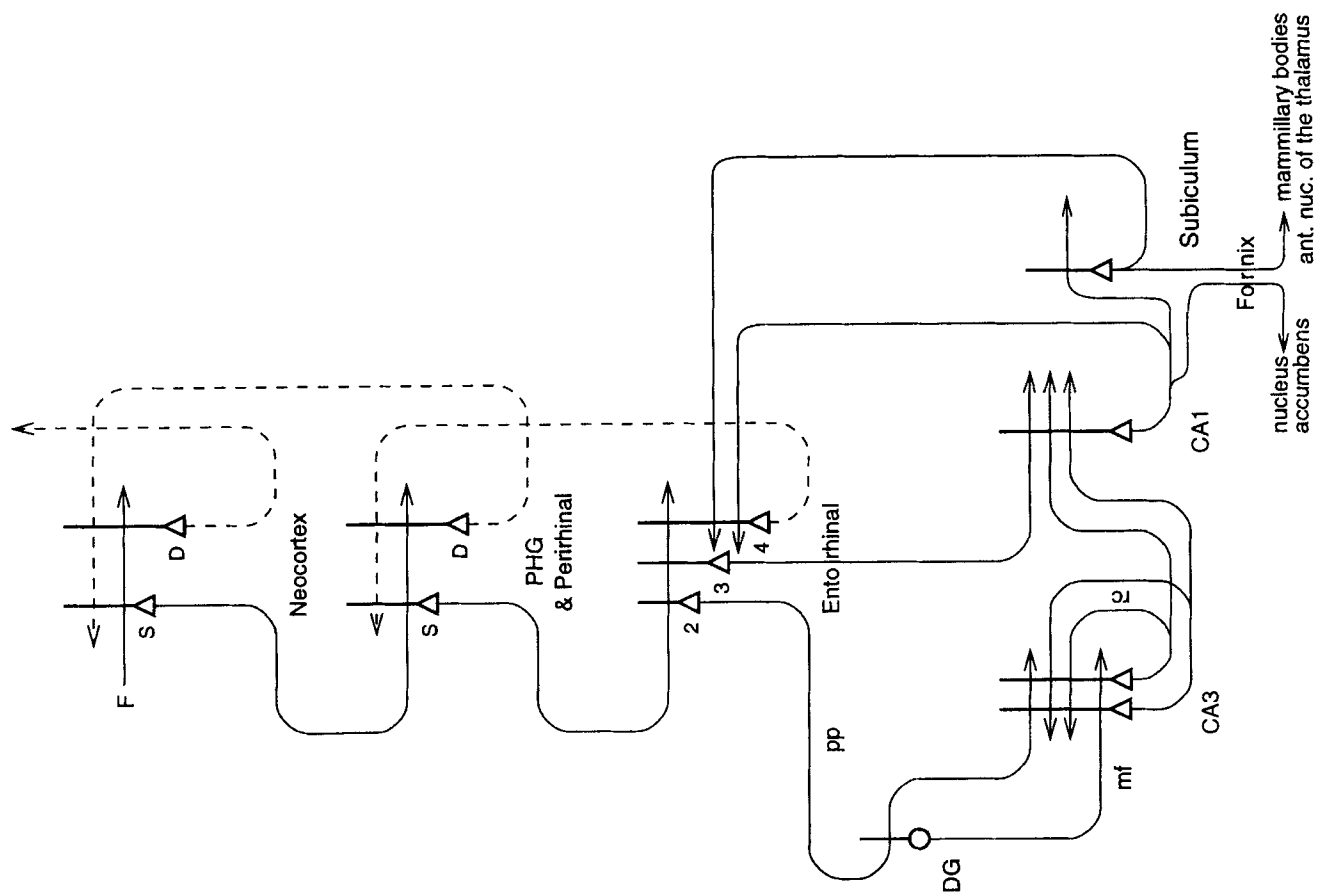 F
S
D
Neocortex
S
D
PHG
& Perirhinal
2
3
4
Entorhinal
pp
DG
mf
CA3
rc
CA1
Subiculum
Fornix
nucleus
accumbens
mammillary bodies
ant. nuc. of the thalamus